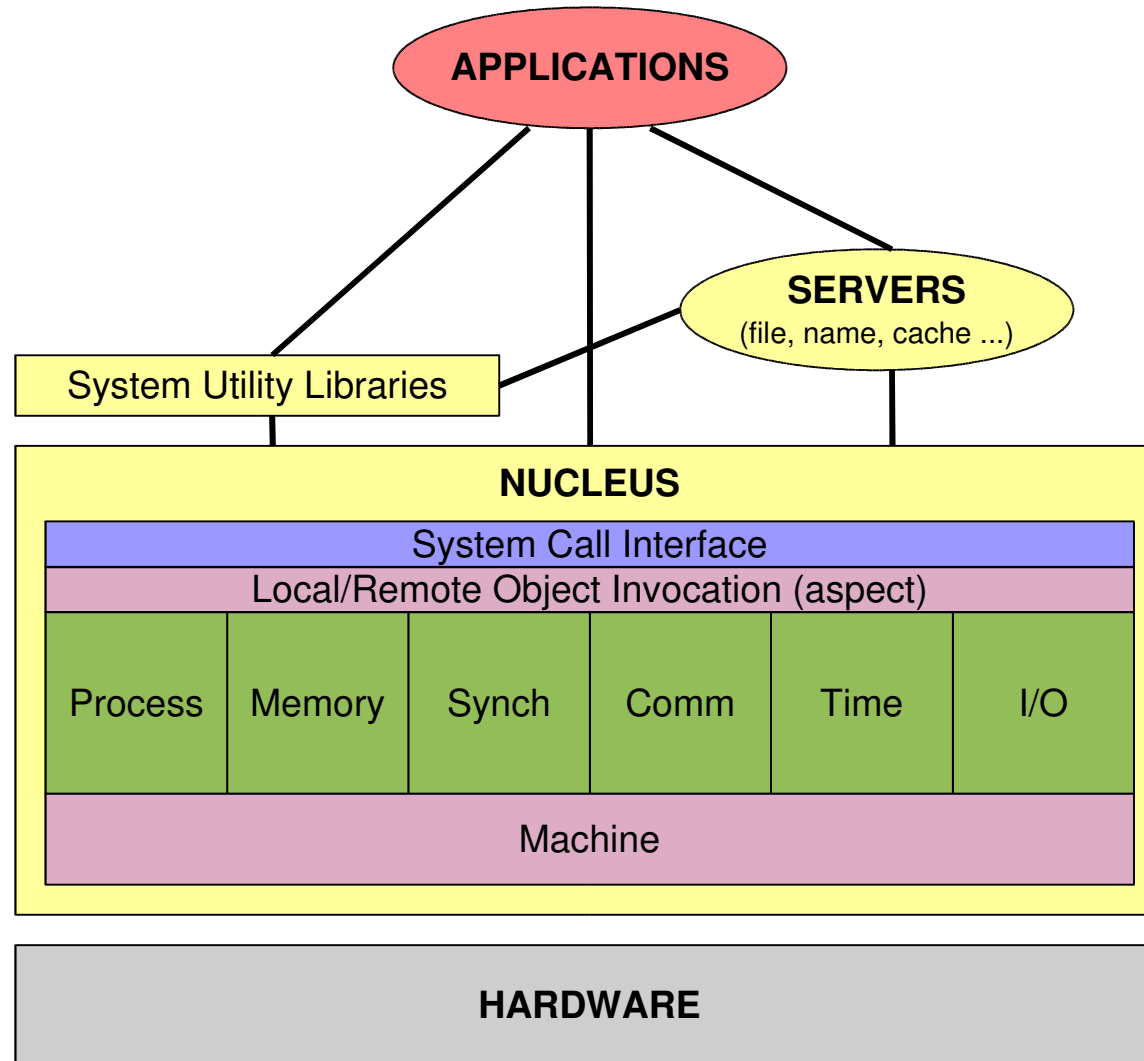 APPLICATIONS
SERVERS
(file, name, cache ...)
System Utility Libraries
NUCLEUS
System Call Interface
Local/Remote Object Invocation (aspect)
Process Memory Synch Comm Time I/O
Machine
HARDWARE